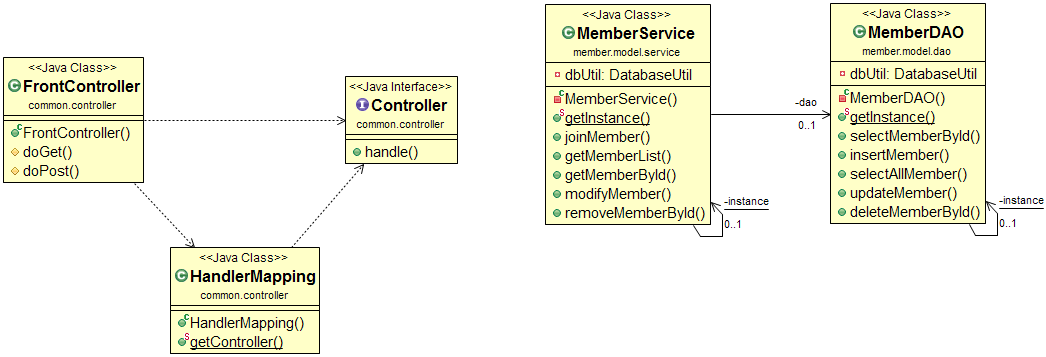 <<Java Class>>
FrontController
common.controller
FrontController()
doGet()
doPost()
<<Java Interface>>
Controller
common.controller
handle()
<<Java Class>>
HandlerMapping
common.controller
HandlerMapping()
getController()
<<Java Class>>
MemberService
member.model.service
dbUtil: DatabaseUtil
MemberService()
getInstance()
joinMember()
getMemberList()
getMemberById()
modifyMember()
removeMemberById()
-instance
0..1
-dao
0..1
<<Java Class>>
MemberDAO
member.model.dao
dbUtil: DatabaseUtil
MemberDAO()
getInstance()
selectMemberById()
insertMember()
selectAllMember()
updateMember()
deleteMemberById()
-instance
0..1